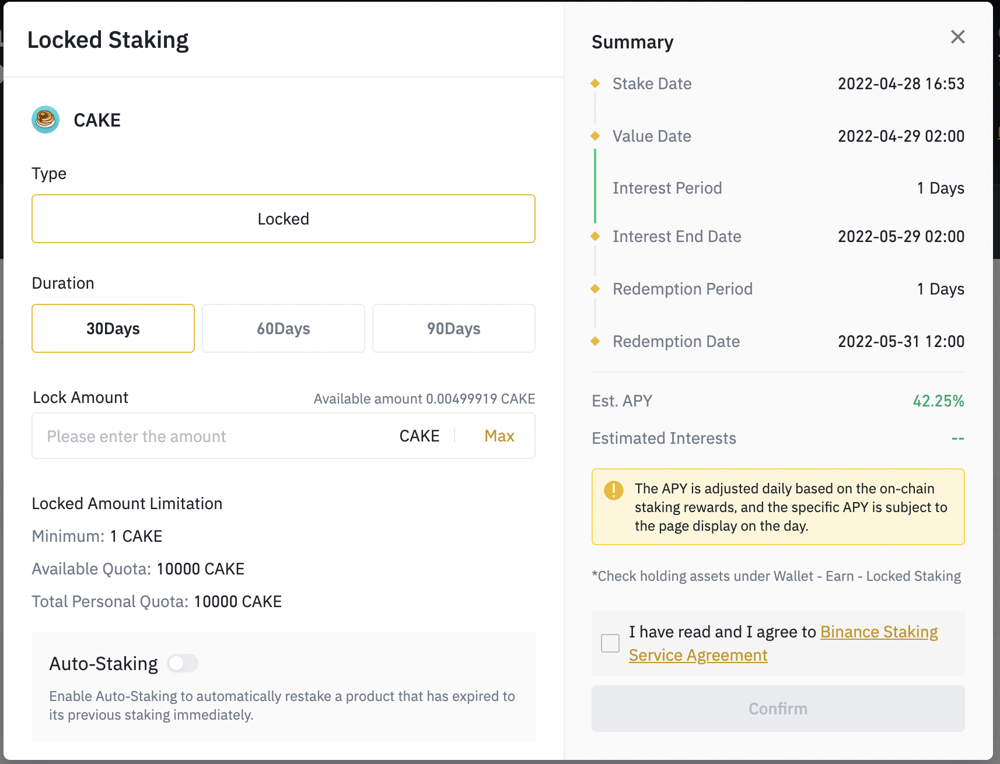 Locked Staking
CAKE
Type
Locked
Duration
30Days 60Days 90Days
Lock Amount Available amount 0.00499919 CAKE
Please enter the amount CAKE Max
Locked Amount Limitation
Minimum: 1 CAKE
Available Quota: 10000 CAKE
Total Personal Quota: 10000 CAKE
Auto-Staking
Enable Auto-Staking to automatically restake a product that has expired to
its previous staking immediately.
Summary
Stake Date 2022-04-28 16:53
Value Date 2022-04-29 02:00
Interest Period 1 Days
Interest End Date 2022-05-29 02:00
Redemption Period 1 Days
Redemption Date 2022-05-31 12:00
Est. APY 42.25%
Estimated Interests --
The APY is adjusted daily based on the on-chain
staking rewards, and the specific APY is subject to
the page display on the day.
*Check holding assets under Wallet - Earn - Locked Staking
I have read and I agree to Binance Staking
Service Agreement
Confirm